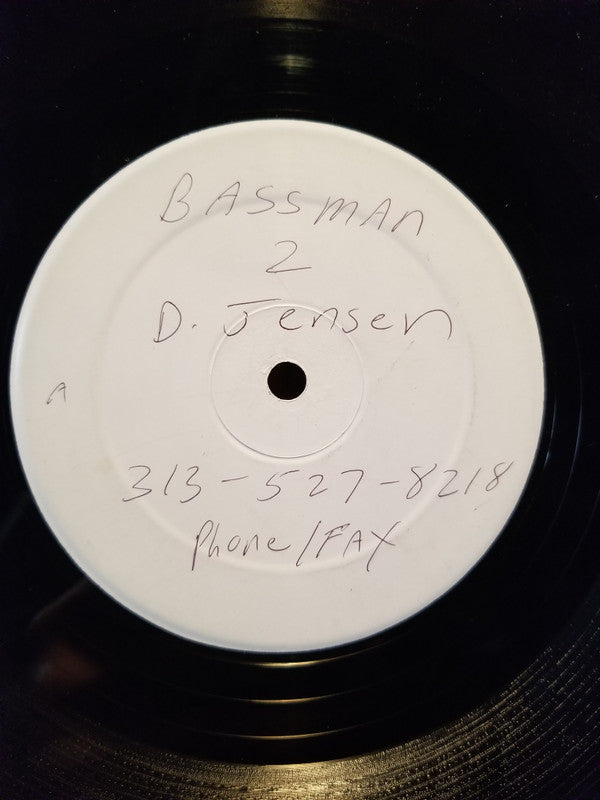 BASSMAN
2
D. Jensen
A
313-527-8218
Phone/FAX